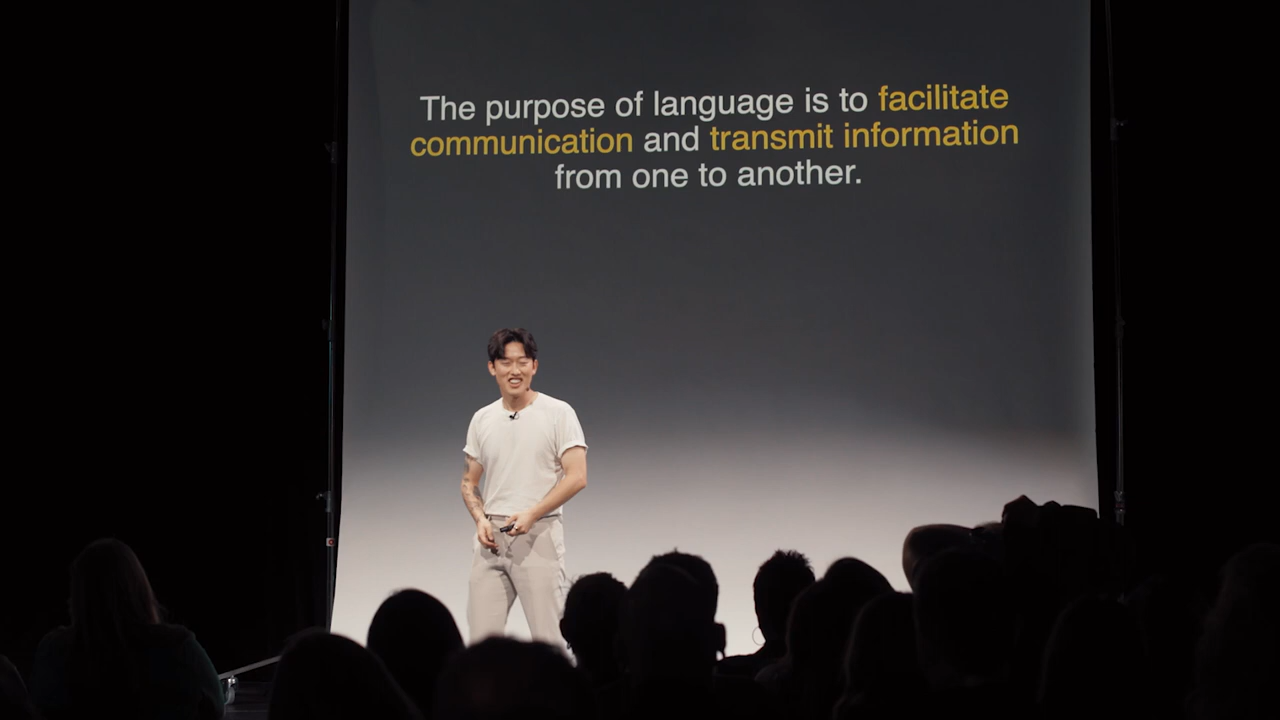 The purpose of language is to facilitate
communication and transmit information
from one to another.